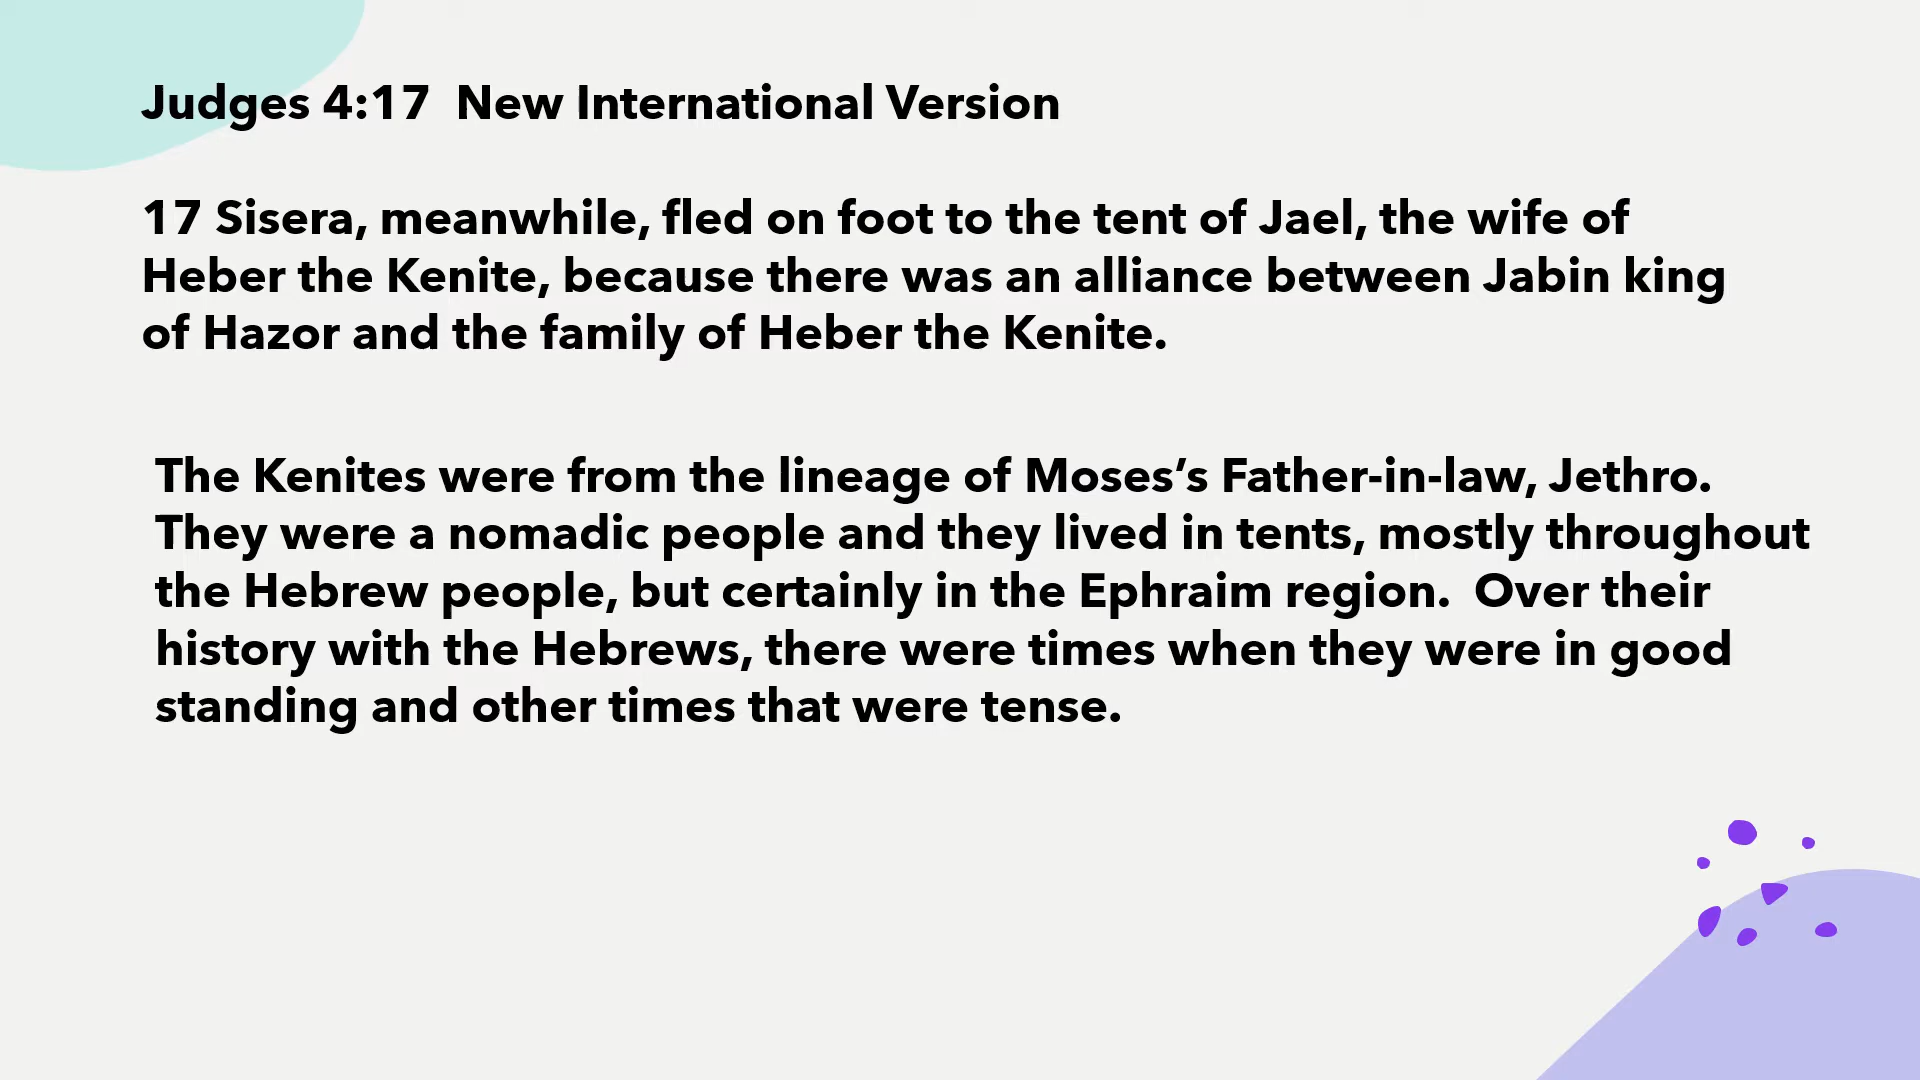 Judges 4:17  New International Version
17 Sisera, meanwhile, fled on foot to the tent of Jael, the wife of
Heber the Kenite, because there was an alliance between Jabin king
of Hazor and the family of Heber the Kenite.
The Kenites were from the lineage of Moses’s Father-in-law, Jethro.
They were a nomadic people and they lived in tents, mostly throughout
the Hebrew people, but certainly in the Ephraim region.  Over their
history with the Hebrews, there were times when they were in good
standing and other times that were tense.